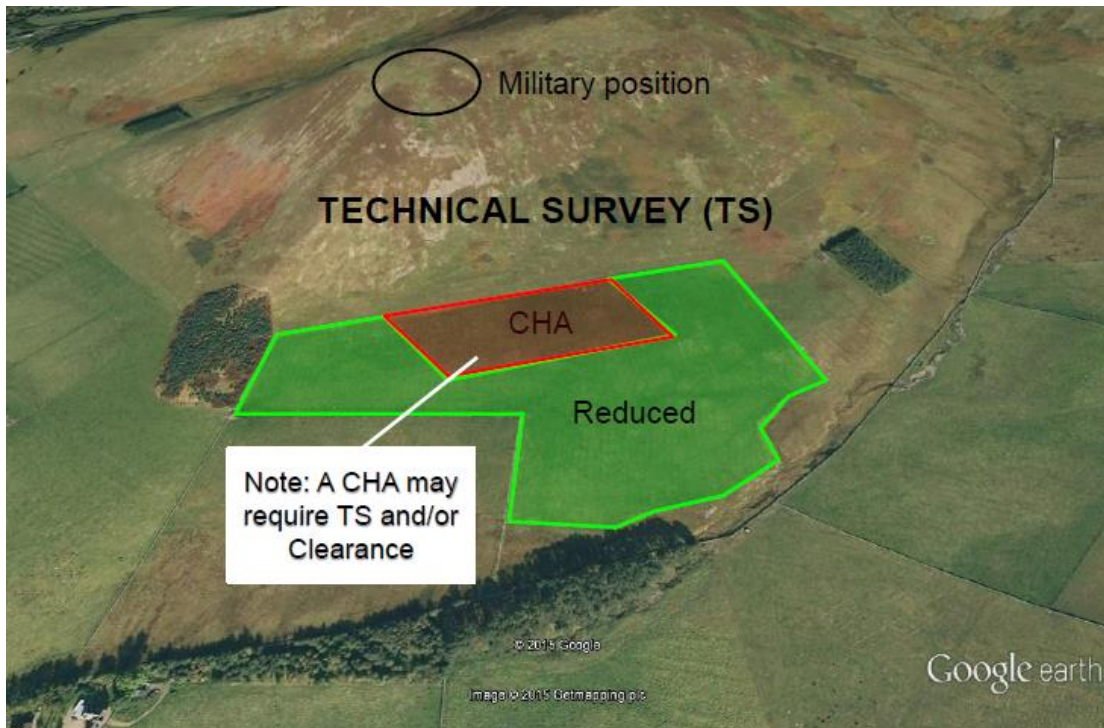 Military position
TECHNICAL SURVEY (TS)
CHA
Reduced
Note: A CHA may
require TS and/or
Clearance
© 2015 Google
Google earth
Image © 2015 Getmapping plc